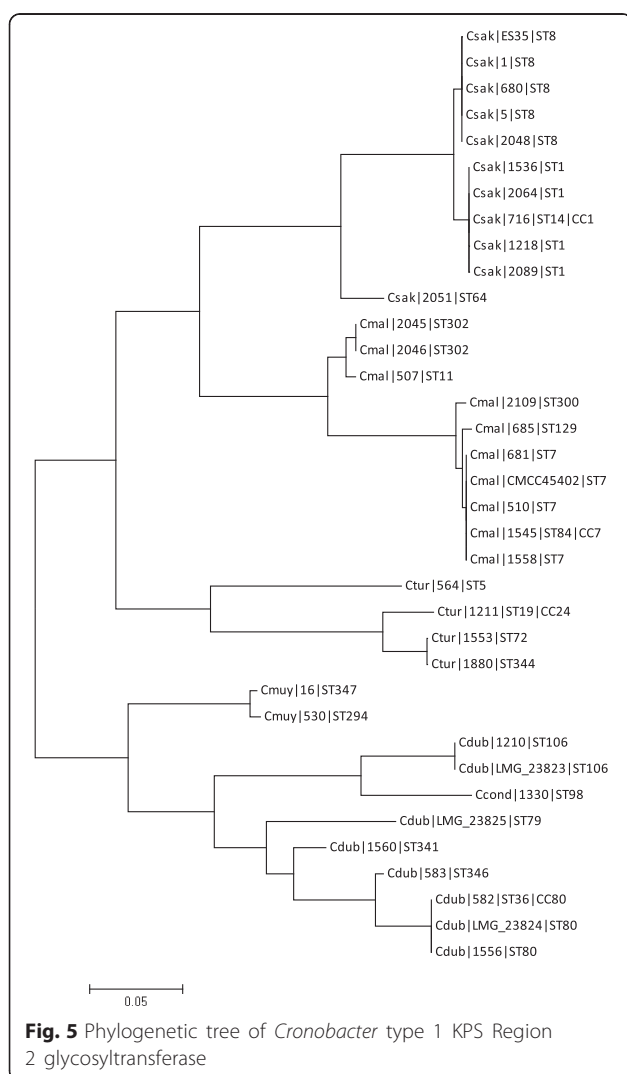 Csak|ES35|ST8
Csak|1|ST8
Csak|680|ST8
Csak|5|ST8
Csak|2048|ST8
Csak|1536|ST1
Csak|2064|ST1
Csak|716|ST14|CC1
Csak|1218|ST1
Csak|2089|ST1
Csak|2051|ST64
Cmal|2045|ST302
Cmal|2046|ST302
Cmal|507|ST11
Cmal|2109|ST300
Cmal|685|ST129
Cmal|681|ST7
Cmal|CMCC45402|ST7
Cmal|510|ST7
Cmal|1545|ST84|CC7
Cmal|1558|ST7
Ctur|564|ST5
Ctur|1211|ST19|CC24
Ctur|1553|ST72
Ctur|1880|ST344
Cmuy|16|ST347
Cmuy|530|ST294
Cdub|1210|ST106
Cdub|LMG_23823|ST106
Ccond|1330|ST98
Cdub|LMG_23825|ST79
Cdub|1560|ST341
Cdub|583|ST346
Cdub|582|ST36|CC80
Cdub|LMG_23824|ST80
Cdub|1556|ST80
0.05
Fig. 5 Phylogenetic tree of Cronobacter type 1 KPS Region
2 glycosyltransferase